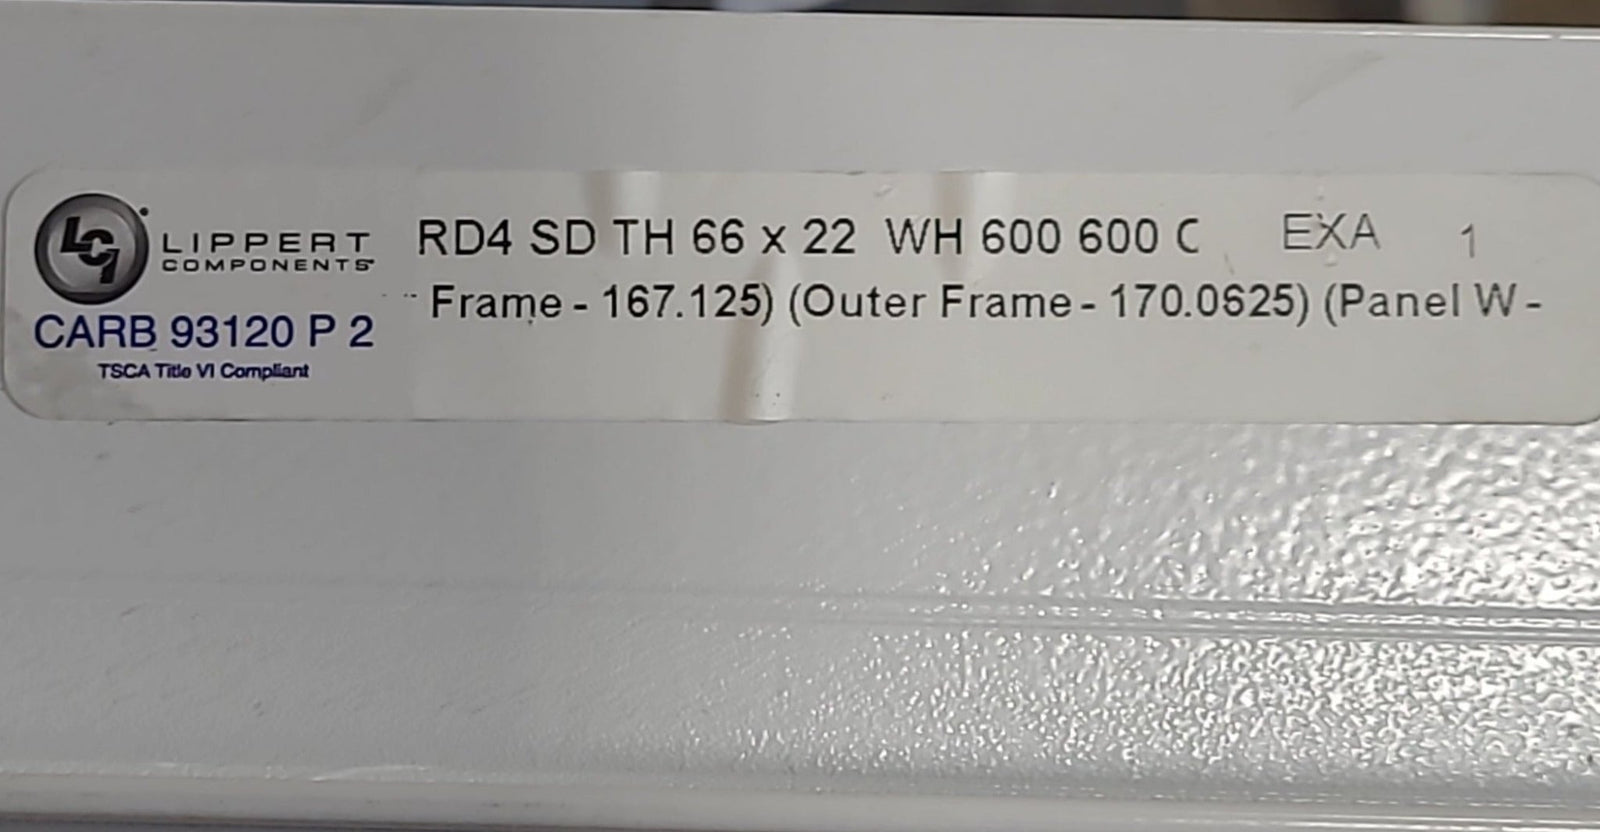 LCI LIPPERT RD4 SD TH 66 x 22 WH 600 600 C EXA 1
COMPONENTS
Frame - 167.125) (Outer Frame - 170.0625) (Panel W -
CARB 93120 P 2
TSCA Title VI Compliant